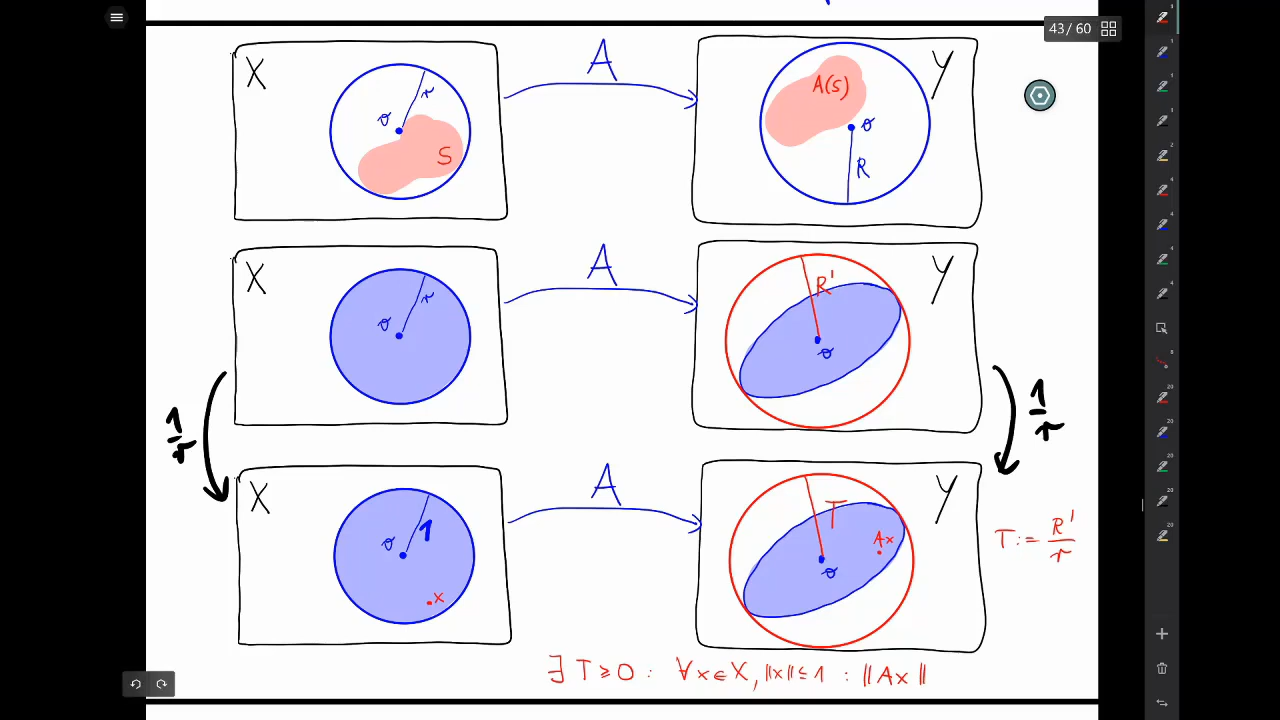 43/60
X
r
o
S
A
Y
A(S)
o
R
X
r
o
A
Y
R'
o
1/r
1/r
X
1
o
x
A
Y
T
Ax
o
T := R'/r
∃ T ≥ 0 : ∀x ∈ X, ||x|| ≤ 1 : ||Ax||